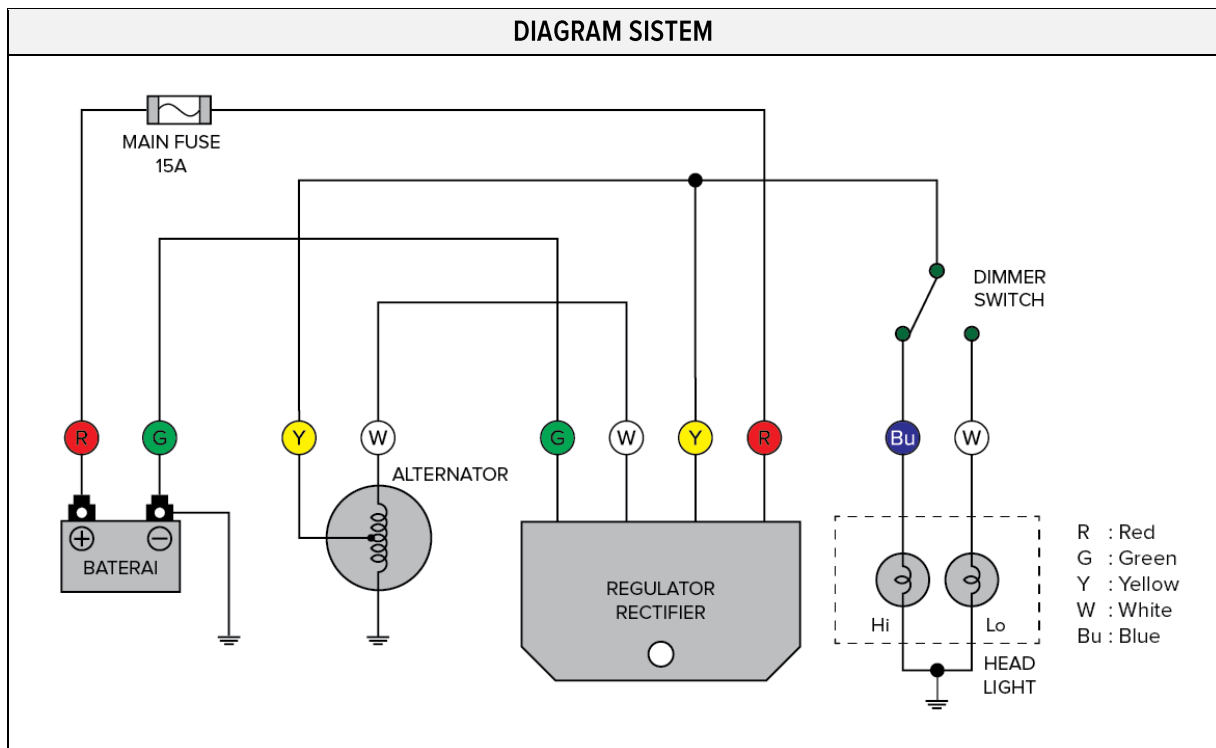 DIAGRAM SISTEM
MAIN FUSE
15A
DIMMER
SWITCH
R
G
Y
W
G
W
Y
R
Bu
W
ALTERNATOR
+
−
BATERAI
REGULATOR
RECTIFIER
Hi
Lo
HEAD
LIGHT
R : Red
G : Green
Y : Yellow
W : White
Bu : Blue